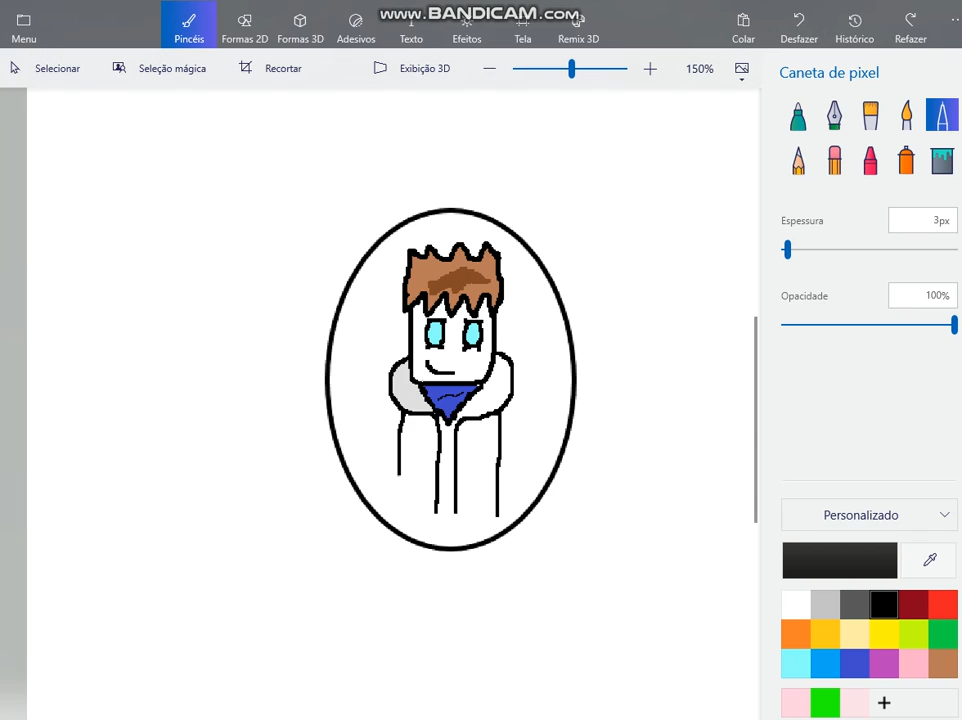 www.BANDICAM.com
Menu Pincéis Formas 2D Formas 3D Adesivos Texto Efeitos Tela Remix 3D Colar Desfazer Histórico Refazer
Selecionar Seleção mágica Recortar Exibição 3D 150%
Caneta de pixel
Espessura 3px
Opacidade 100%
Personalizado